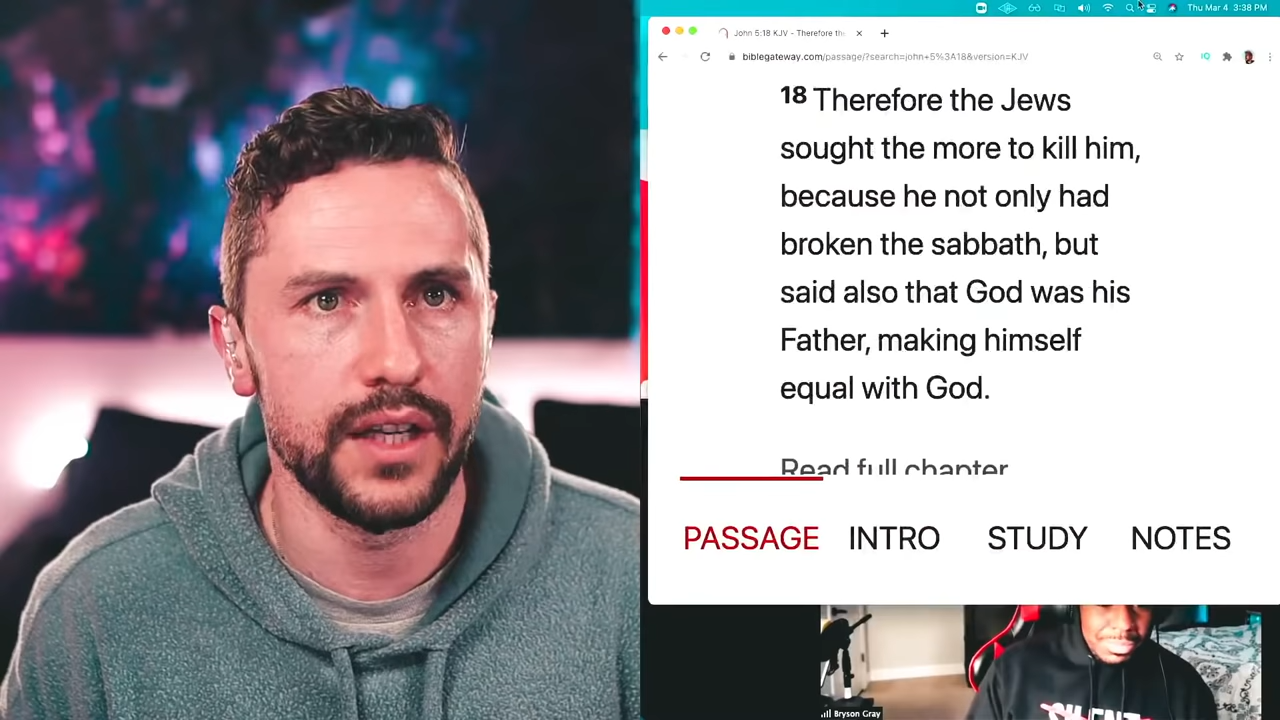 Thu Mar 4 3:38 PM
John 5:18 KJV - Therefore the
biblegateway.com/passage/?search=john+5%3A18&version=KJV
18 Therefore the Jews
sought the more to kill him,
because he not only had
broken the sabbath, but
said also that God was his
Father, making himself
equal with God.
Read full chapter
PASSAGE INTRO STUDY NOTES
Bryson Gray